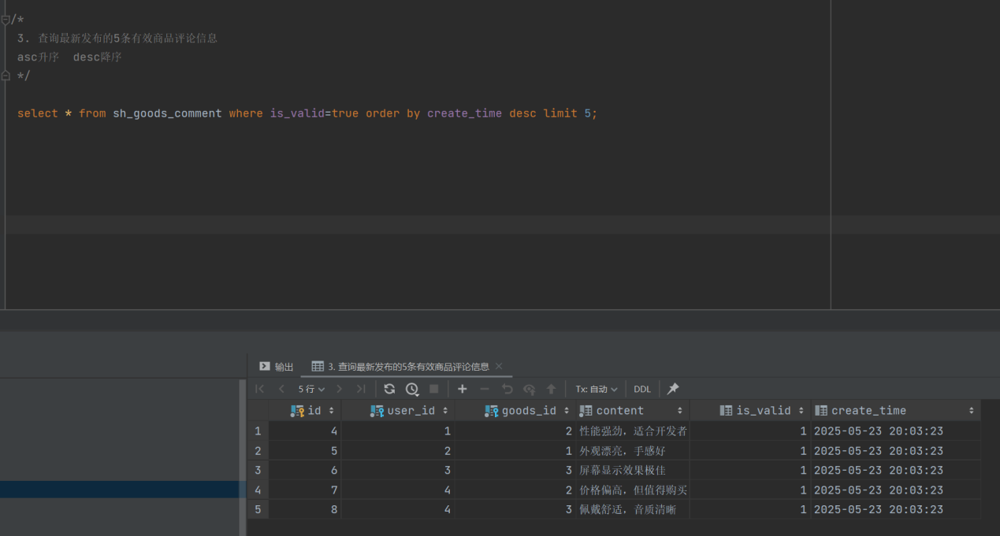 /*
3. 查询最新发布的5条有效商品评论信息
asc升序  desc降序
*/
select * from sh_goods_comment where is_valid=true order by create_time desc limit 5;
输出 3. 查询最新发布的5条有效商品评论信息
5 行 Tx: 自动 DDL
id user_id goods_id content is_valid create_time
1 4 1 2 性能强劲，适合开发者 1 2025-05-23 20:03:23
2 5 2 1 外观漂亮，手感好 1 2025-05-23 20:03:23
3 6 3 3 屏幕显示效果极佳 1 2025-05-23 20:03:23
4 7 4 2 价格偏高，但值得购买 1 2025-05-23 20:03:23
5 8 4 3 佩戴舒适，音质清晰 1 2025-05-23 20:03:23